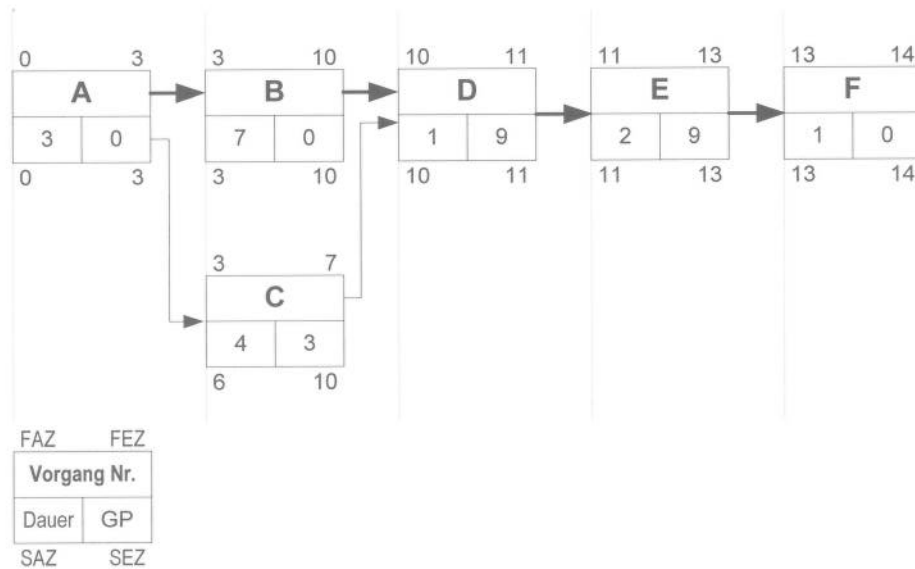 0 3 3 10 10 11 11 13 13 14
A B D E F
3 0 7 0 1 9 2 9 1 0
0 3 3 10 10 11 11 13 13 14
3 7
C
4 3
6 10
FAZ FEZ
Vorgang Nr.
Dauer GP
SAZ SEZ